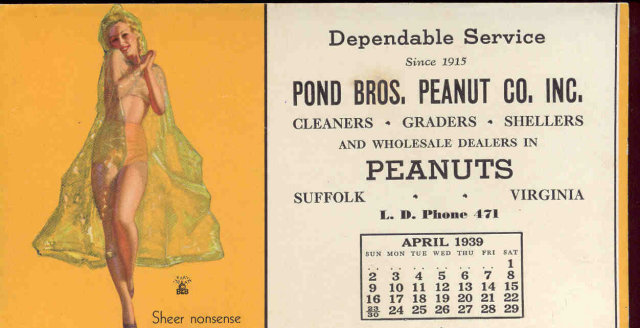 Dependable Service
Since 1915
POND BROS. PEANUT CO. INC.
CLEANERS • GRADERS • SHELLERS
AND WHOLESALE DEALERS IN
PEANUTS
SUFFOLK • • VIRGINIA
L. D. Phone 471
APRIL 1939
SUN MON TUE WED THU FRI SAT
1
2 3 4 5 6 7 8
9 10 11 12 13 14 15
16 17 18 19 20 21 22
23/30 24 25 26 27 28 29
Sheer nonsense